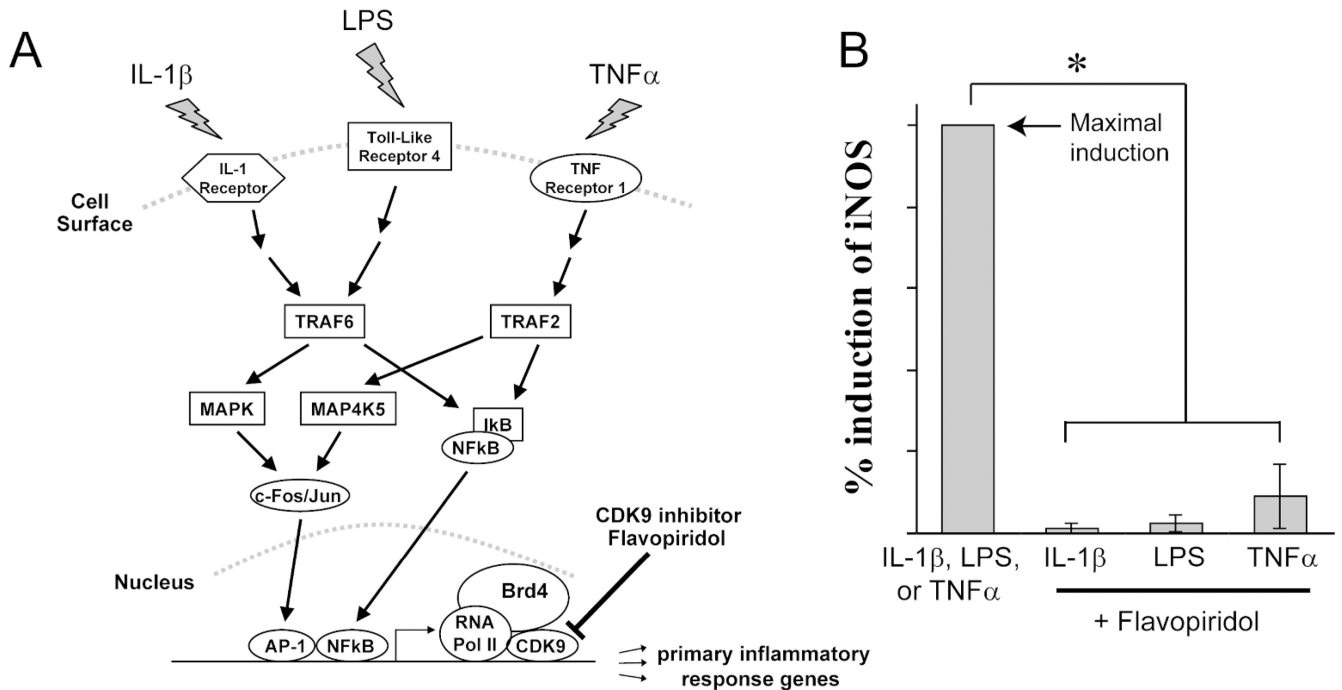 A
LPS
IL-1β
TNFα
Toll-Like
Receptor 4
IL-1
Receptor
TNF
Receptor 1
Cell
Surface
TRAF6
TRAF2
MAPK
MAP4K5
IkB
NFkB
c-Fos/Jun
CDK9 inhibitor
Flavopiridol
Nucleus
Brd4
RNA
Pol II
CDK9
AP-1
NFkB
primary inflammatory
response genes
B
*
Maximal
induction
% induction of iNOS
IL-1β, LPS,
or TNFα
IL-1β
LPS
TNFα
+ Flavopiridol